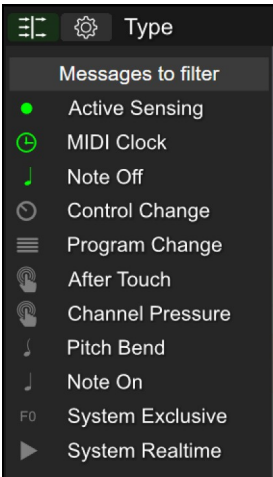 Type
Messages to filter
Active Sensing
MIDI Clock
Note Off
Control Change
Program Change
After Touch
Channel Pressure
Pitch Bend
Note On
F0 System Exclusive
System Realtime